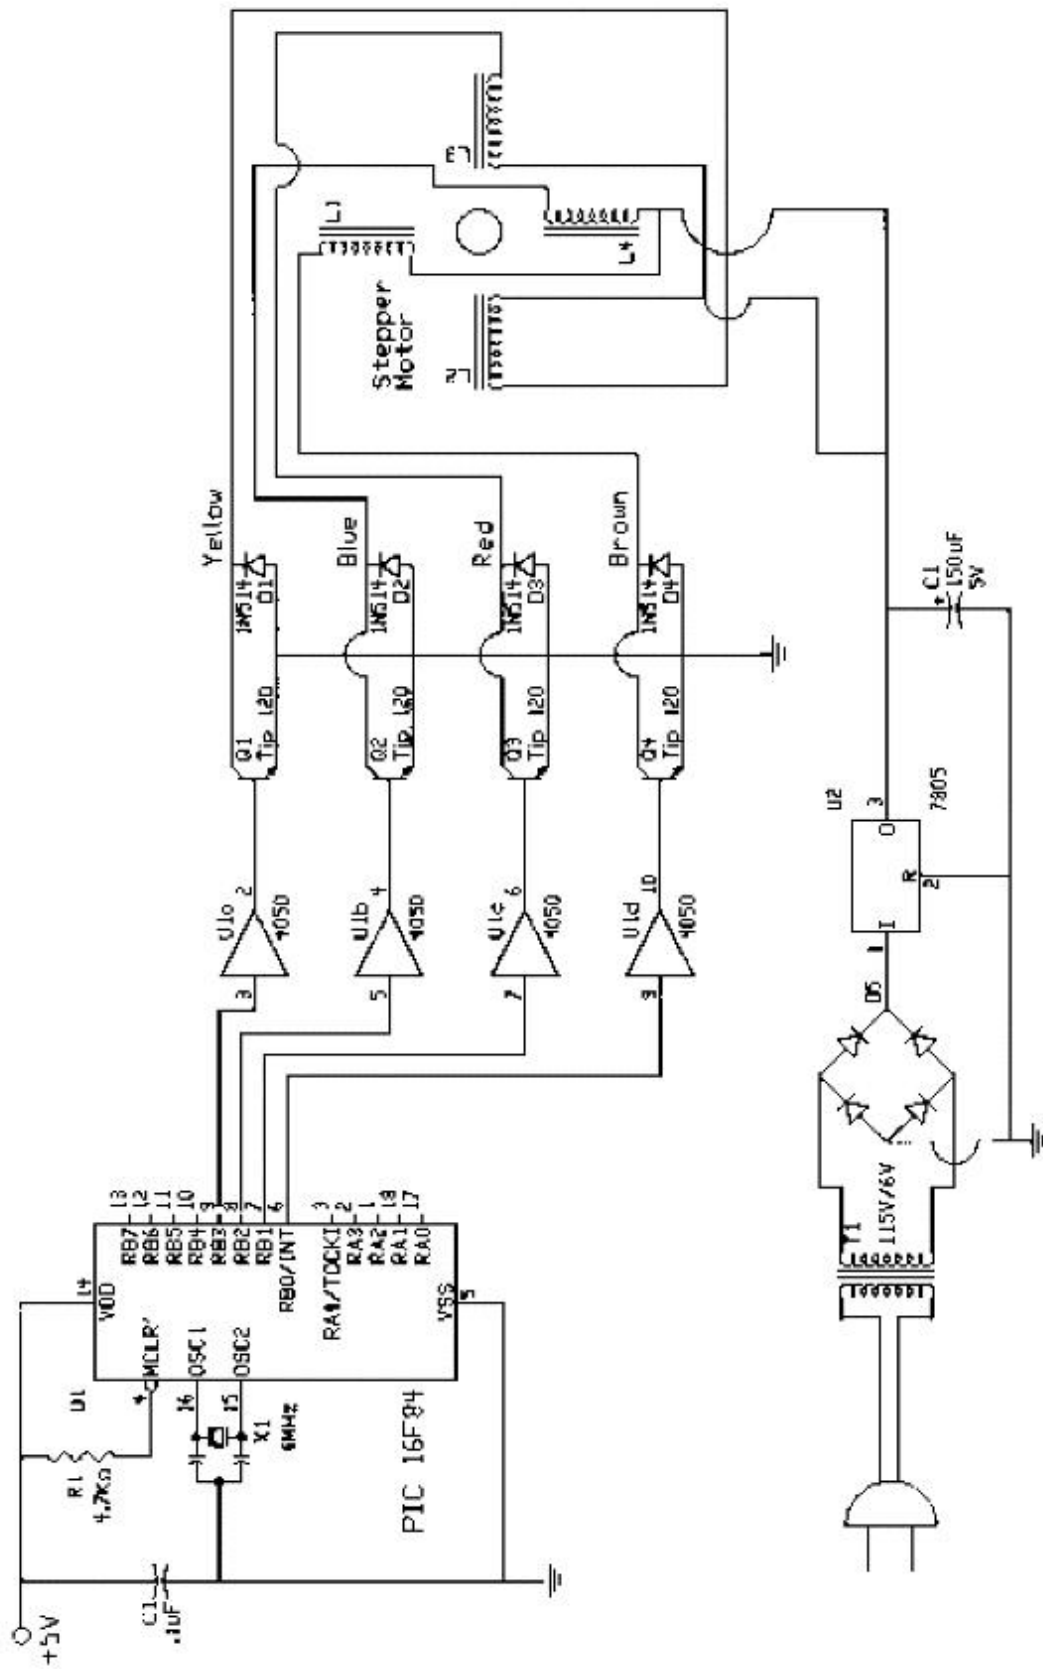 +5V
C1
.1uF
R1
4.7KΩ
U1
PIC 16F84
14
VDD
4
MCLR'
16
OSC1
15
OSC2
X1
6MHz
VSS
5
RB7 13
RB6 12
RB5 11
RB4 10
RB3 9
RB2 8
RB1 7
RB0/INT 6
RA4/TOCKI 3
RA3 2
RA2 1
RA1 18
RA0 17
3
2
4050
5
U1b
4
4050
7
U1c
6
4050
9
U1d
10
4050
Q1
Tip 120
1N514
D1
Yellow
Q2
Tip 120
1N514
D2
Blue
Q3
Tip 120
1N514
D3
Red
Q4
Tip 120
1N514
D4
Brown
Stepper
Motor
L1
L2
L3
L4
T1
115V/6V
D5
U2
1
I
R
2
O
3
7805
C1
150uF
5V
+